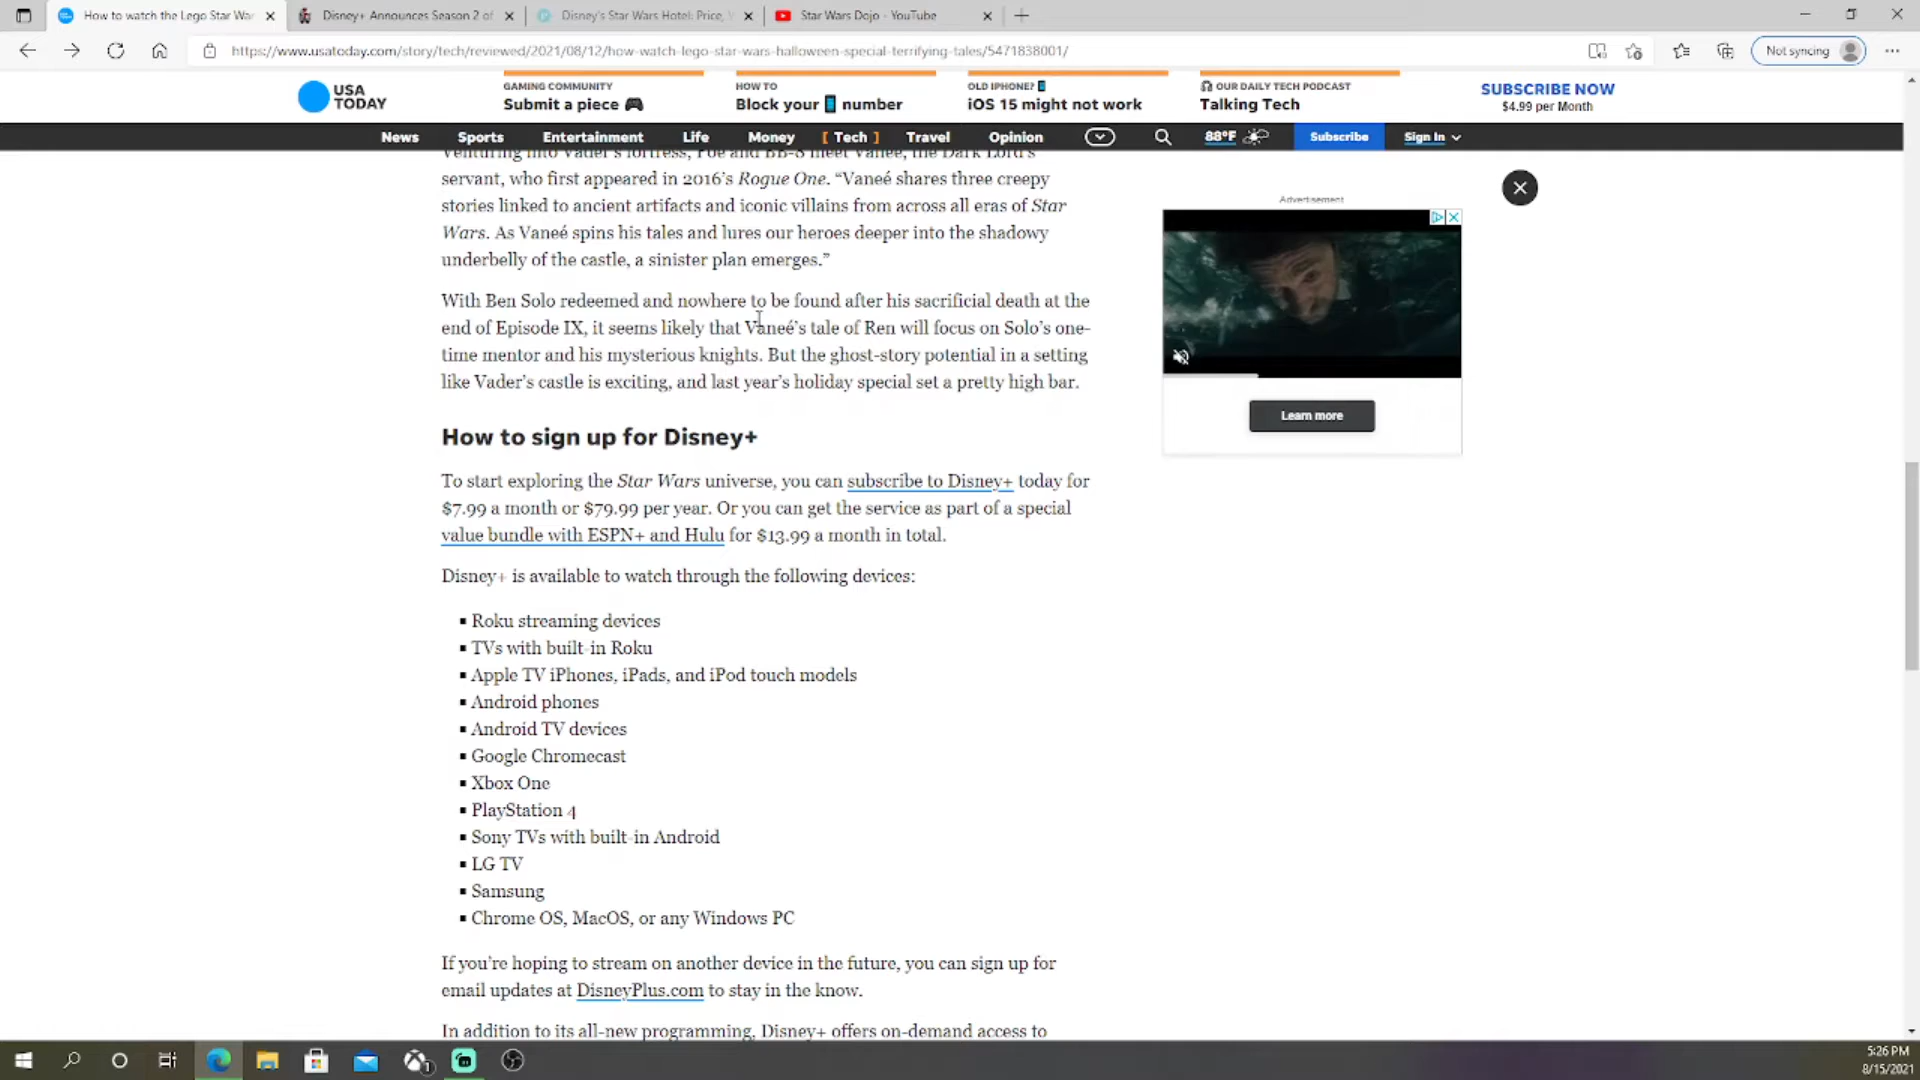 How to watch the Lego Star War
Disney+ Announces Season 2 of
Disney's Star Wars Hotel: Price, V
Star Wars Dojo - YouTube
https://www.usatoday.com/story/tech/reviewed/2021/08/12/how-watch-lego-star-wars-halloween-special-terrifying-tales/5471838001/
Not syncing
USA
TODAY
GAMING COMMUNITY
Submit a piece
HOW TO
Block your number
OLD IPHONE?
iOS 15 might not work
OUR DAILY TECH PODCAST
Talking Tech
SUBSCRIBE NOW
$4.99 per Month
News Sports Entertainment Life Money [ Tech ] Travel Opinion 88°F Subscribe Sign In
Venturing into Vader's fortress, Poe and BB-8 meet Vaneé, the Dark Lord's
servant, who first appeared in 2016's Rogue One. “Vaneé shares three creepy
stories linked to ancient artifacts and iconic villains from across all eras of Star
Wars. As Vaneé spins his tales and lures our heroes deeper into the shadowy
underbelly of the castle, a sinister plan emerges.”
With Ben Solo redeemed and nowhere to be found after his sacrificial death at the
end of Episode IX, it seems likely that Vaneé's tale of Ren will focus on Solo's one-
time mentor and his mysterious knights. But the ghost-story potential in a setting
like Vader's castle is exciting, and last year's holiday special set a pretty high bar.
How to sign up for Disney+
To start exploring the Star Wars universe, you can subscribe to Disney+ today for
$7.99 a month or $79.99 per year. Or you can get the service as part of a special
value bundle with ESPN+ and Hulu for $13.99 a month in total.
Disney+ is available to watch through the following devices:
▪ Roku streaming devices
▪ TVs with built-in Roku
▪ Apple TV iPhones, iPads, and iPod touch models
▪ Android phones
▪ Android TV devices
▪ Google Chromecast
▪ Xbox One
▪ PlayStation 4
▪ Sony TVs with built-in Android
▪ LG TV
▪ Samsung
▪ Chrome OS, MacOS, or any Windows PC
If you're hoping to stream on another device in the future, you can sign up for
email updates at DisneyPlus.com to stay in the know.
In addition to its all-new programming, Disney+ offers on-demand access to
Advertisement
Learn more
1
5:26 PM
8/15/2021